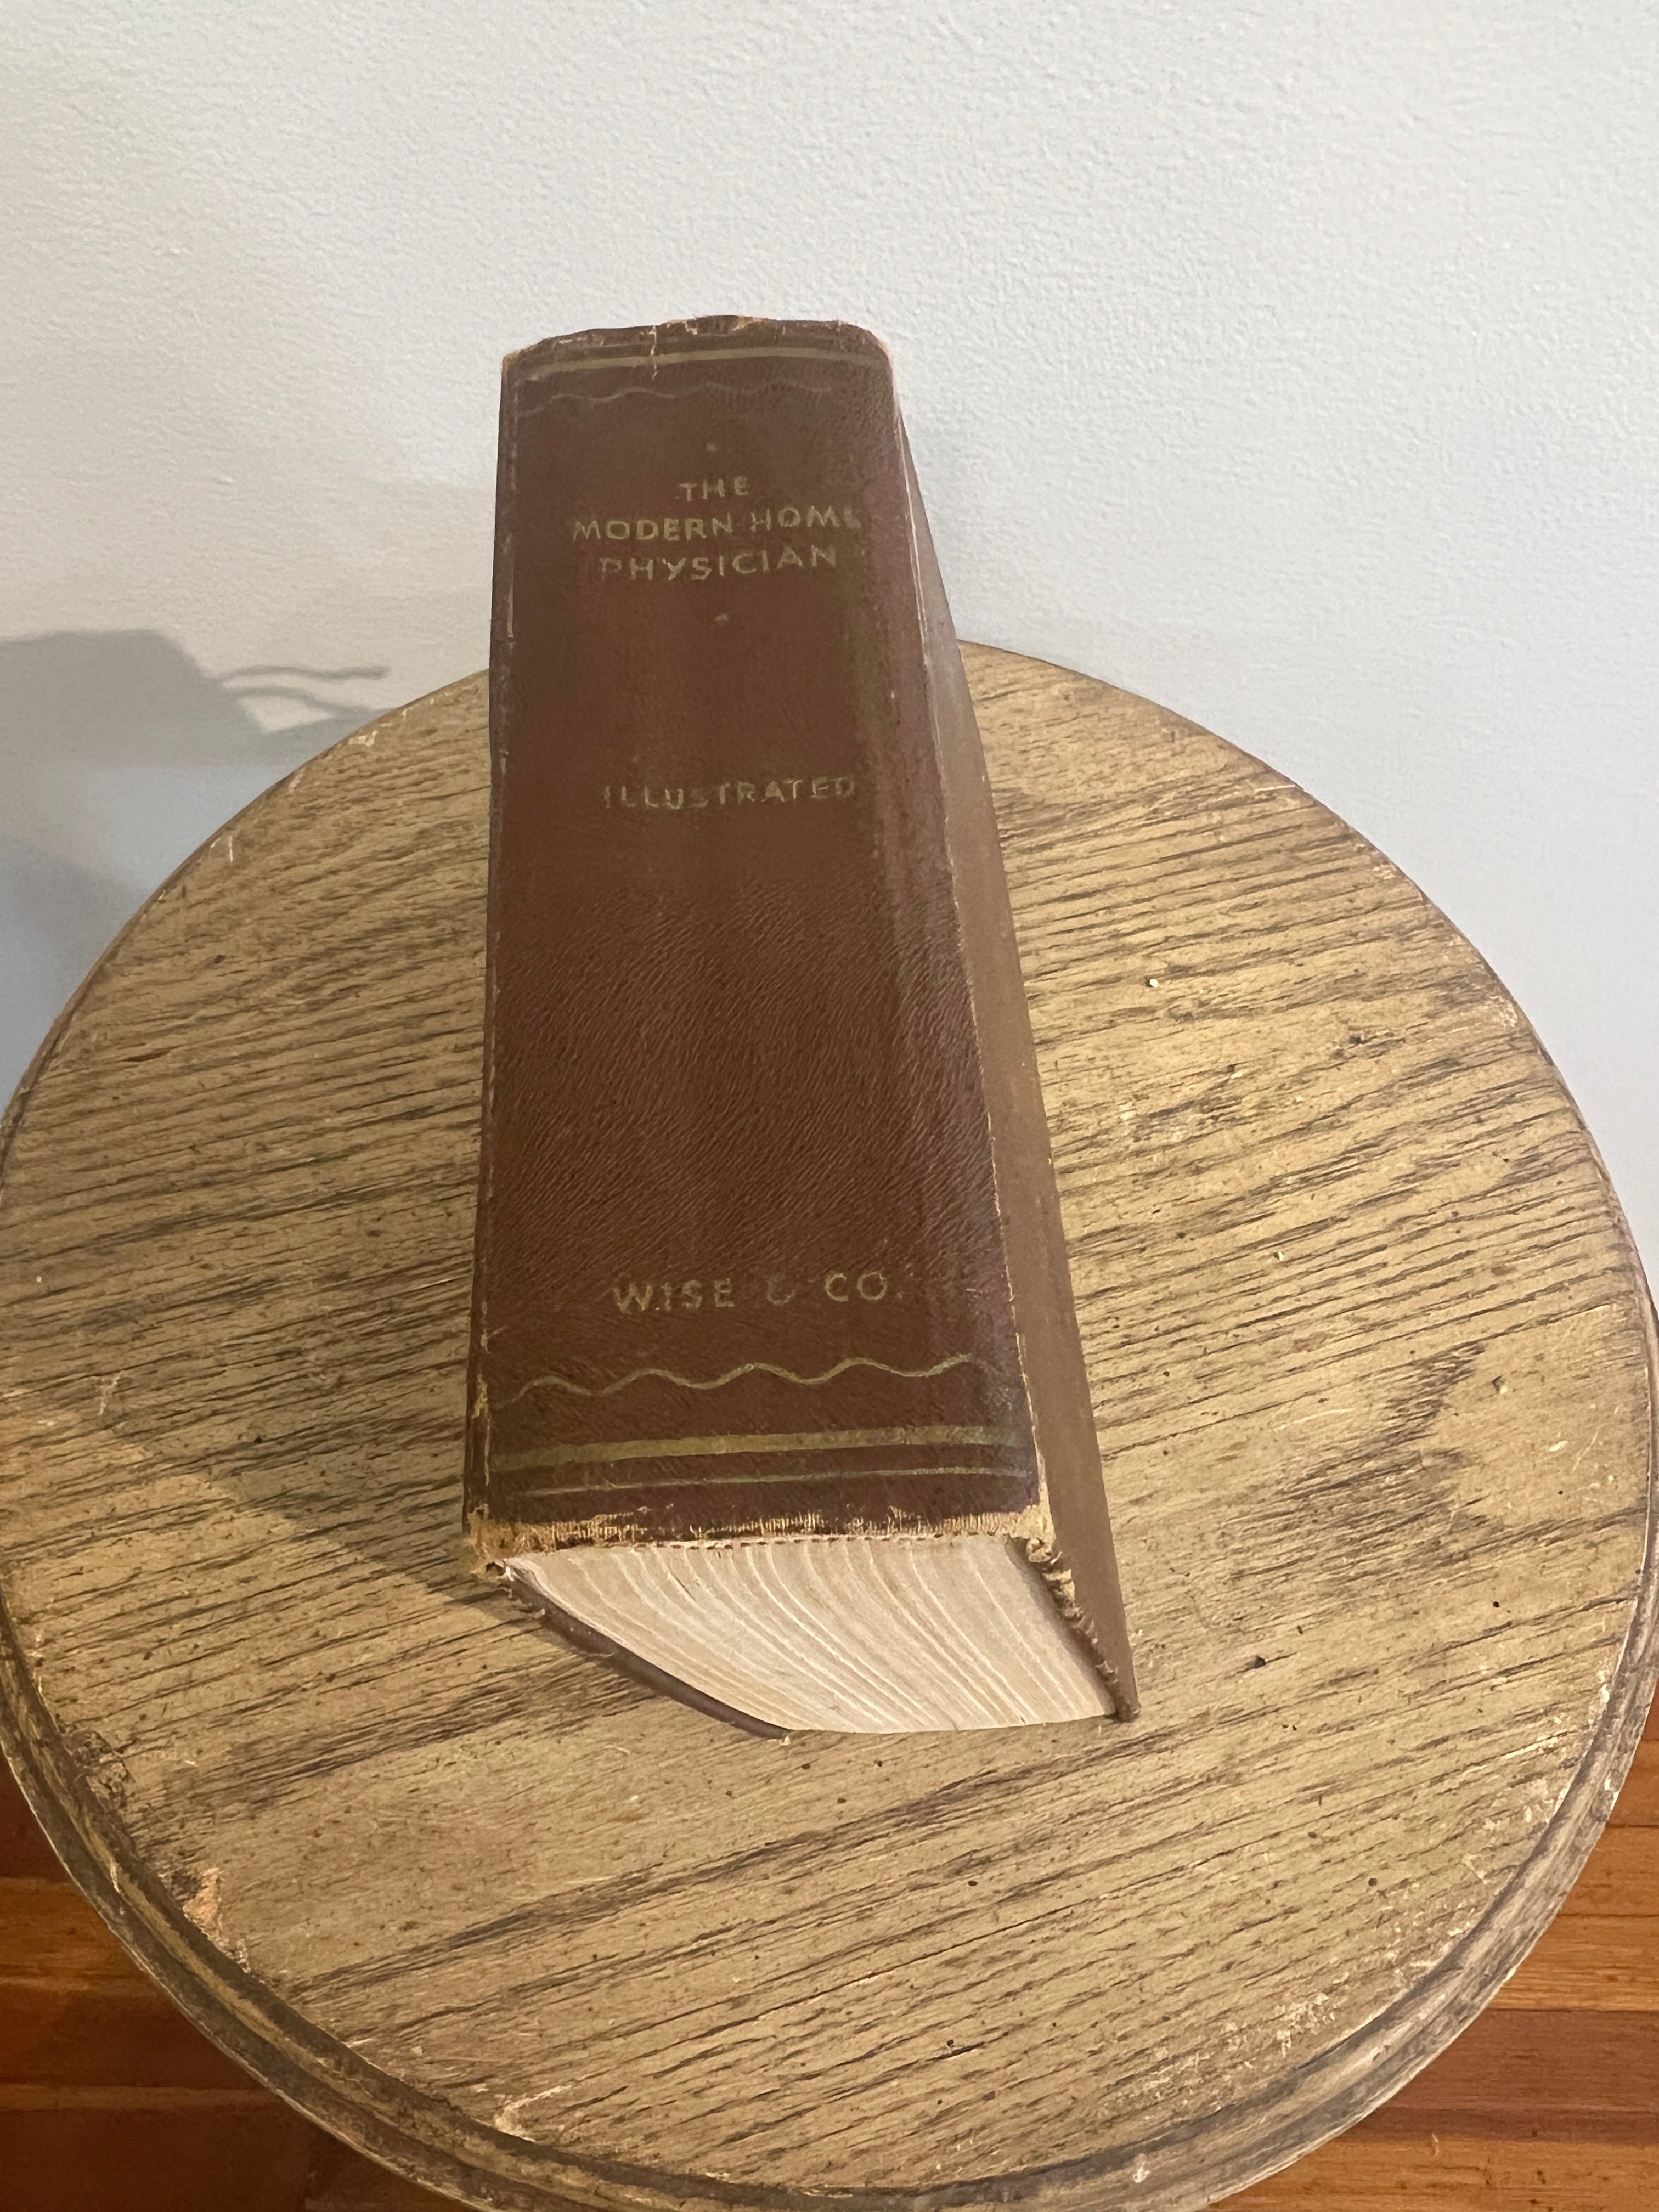 THE
MODERN HOME
PHYSICIAN
ILLUSTRATED
WISE & CO.